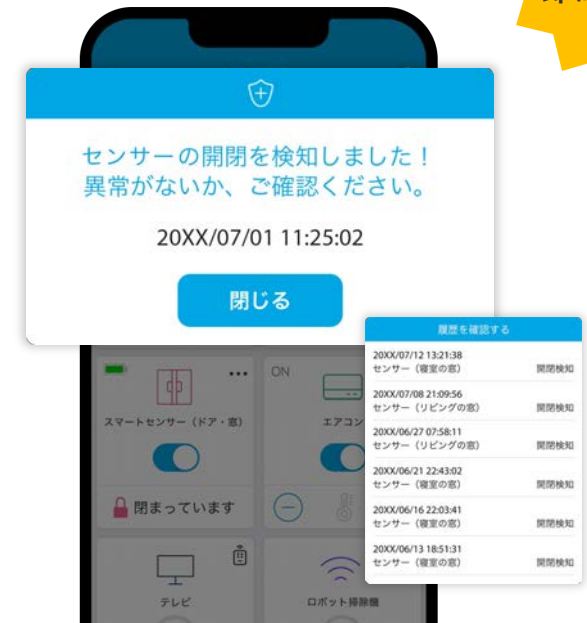 センサーの開閉を検知しました！
異常がないか、ご確認ください。
20XX/07/01 11:25:02
閉じる
履歴を確認する
20XX/07/12 13:21:38
センサー（寝室の窓） 開閉検知
20XX/07/08 21:09:56
センサー（リビングの窓） 開閉検知
20XX/06/27 07:58:11
センサー（リビングの窓） 開閉検知
20XX/06/21 22:43:02
センサー（寝室の窓） 開閉検知
20XX/06/16 22:03:41
センサー（寝室の窓） 開閉検知
20XX/06/13 18:51:31
センサー（寝室の窓） 開閉検知
ON
スマートセンサー（ドア・窓）
エアコン
閉まっています
テレビ
ロボット掃除機